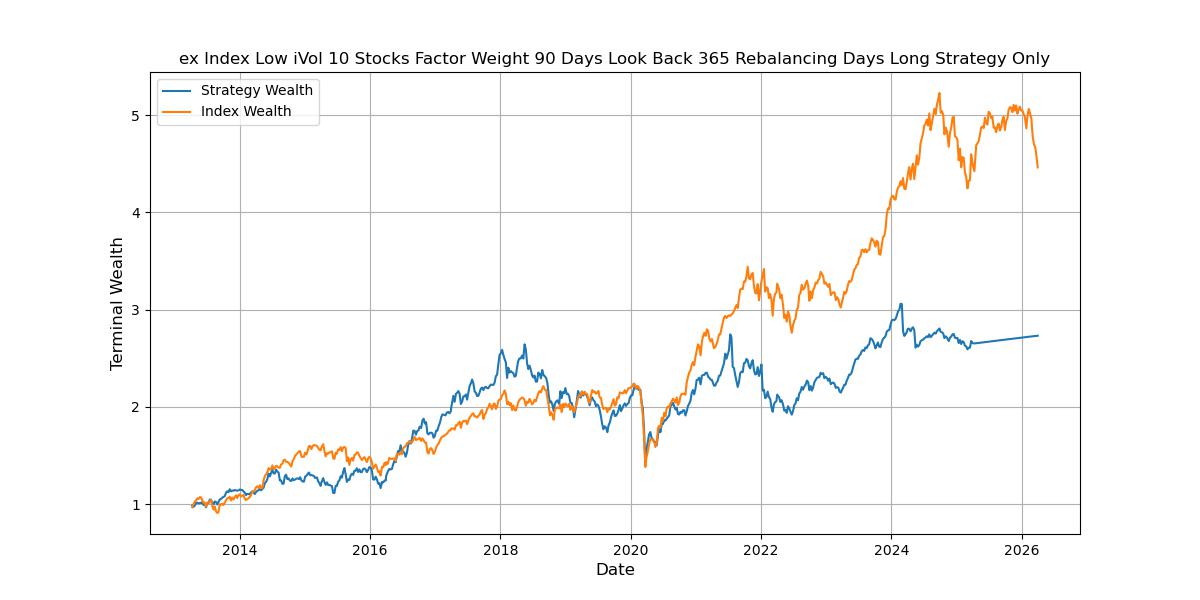 ex Index Low iVol 10 Stocks Factor Weight 90 Days Look Back 365 Rebalancing Days Long Strategy Only
Strategy Wealth
Index Wealth
Terminal Wealth
5
4
3
2
1
2014 2016 2018 2020 2022 2024 2026
Date